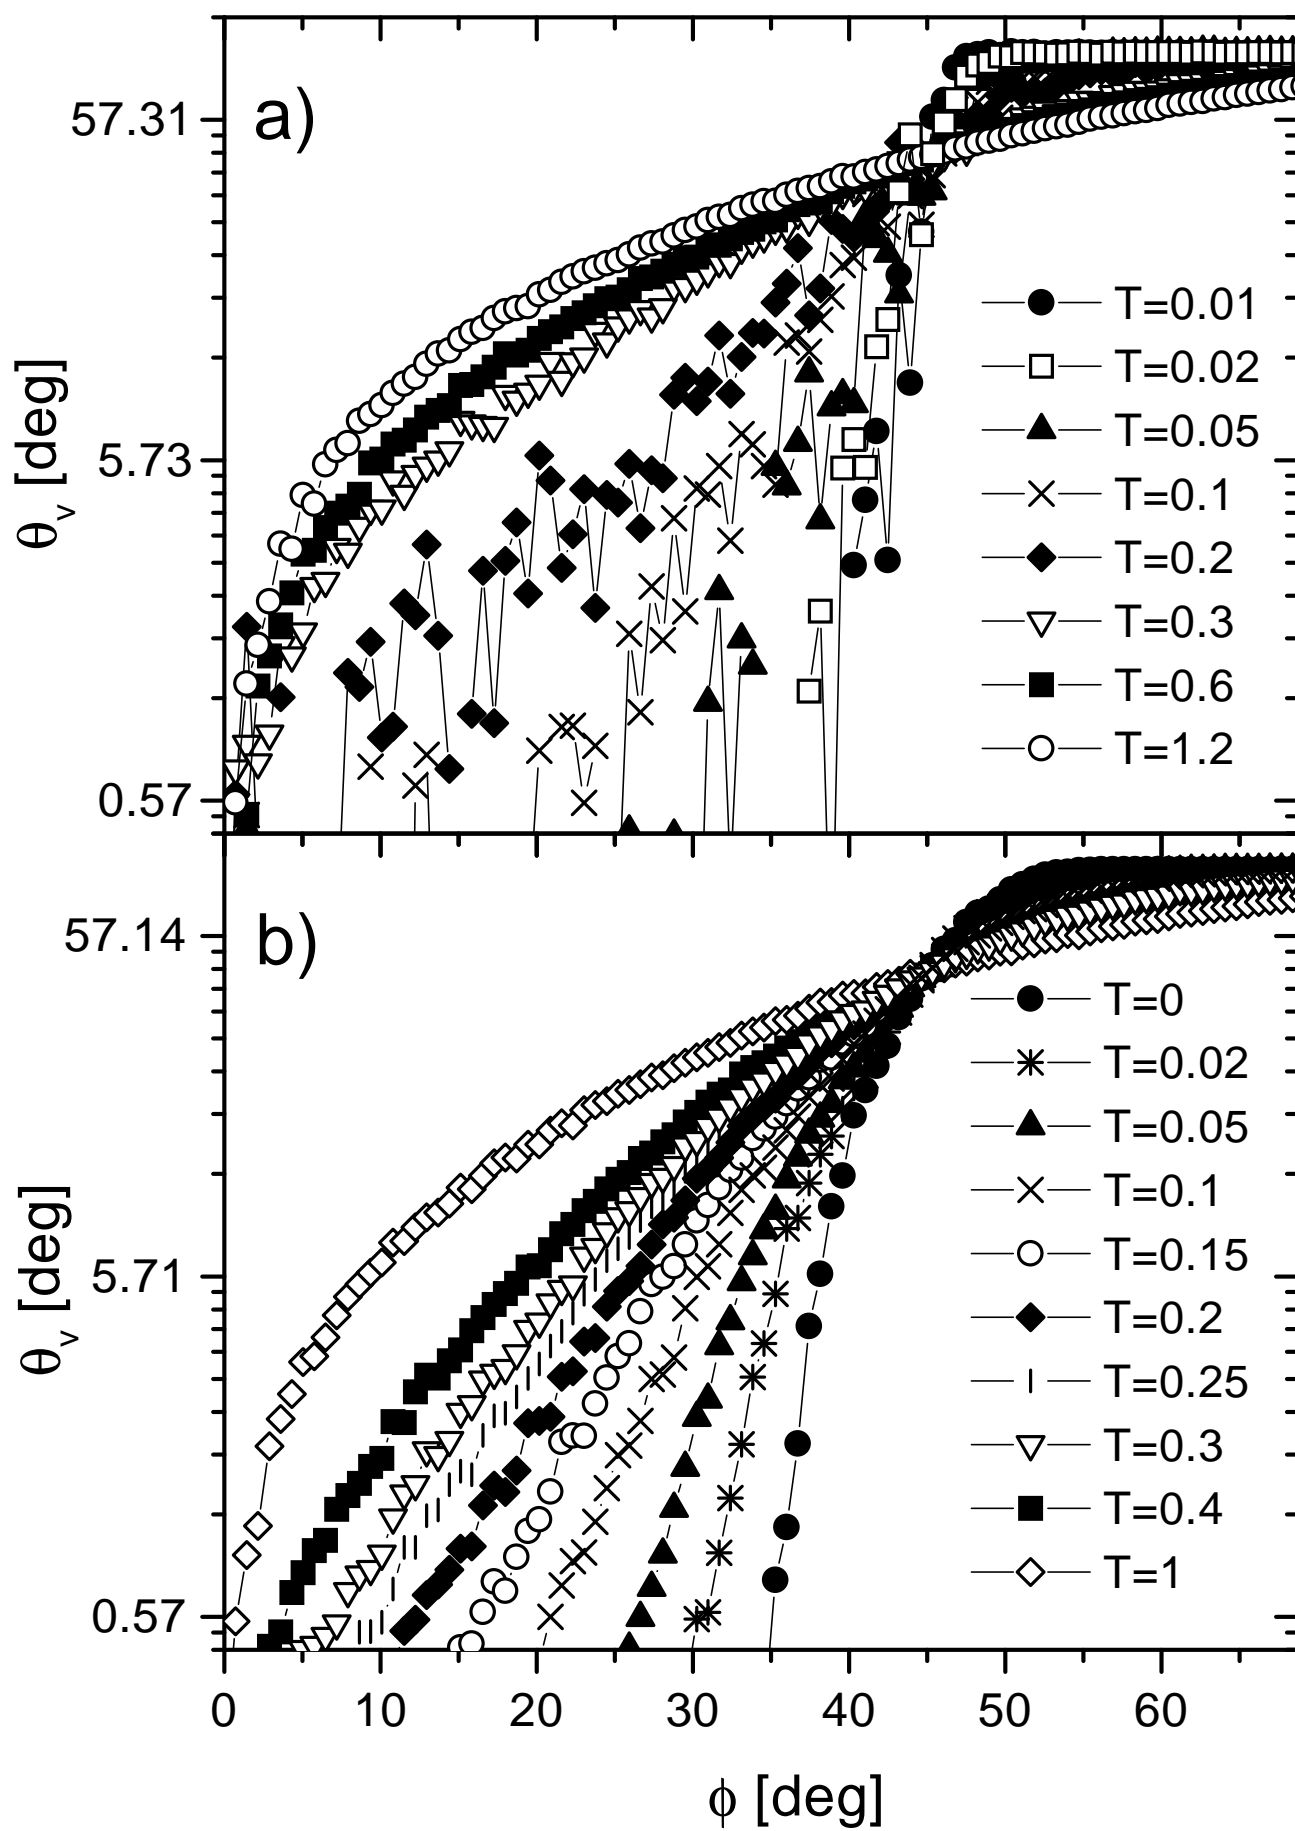 a)
57.31
5.73
0.57
θv [deg]
T=0.01
T=0.02
T=0.05
T=0.1
T=0.2
T=0.3
T=0.6
T=1.2
b)
57.14
5.71
0.57
θv [deg]
T=0
T=0.02
T=0.05
T=0.1
T=0.15
T=0.2
T=0.25
T=0.3
T=0.4
T=1
0 10 20 30 40 50 60
ϕ [deg]